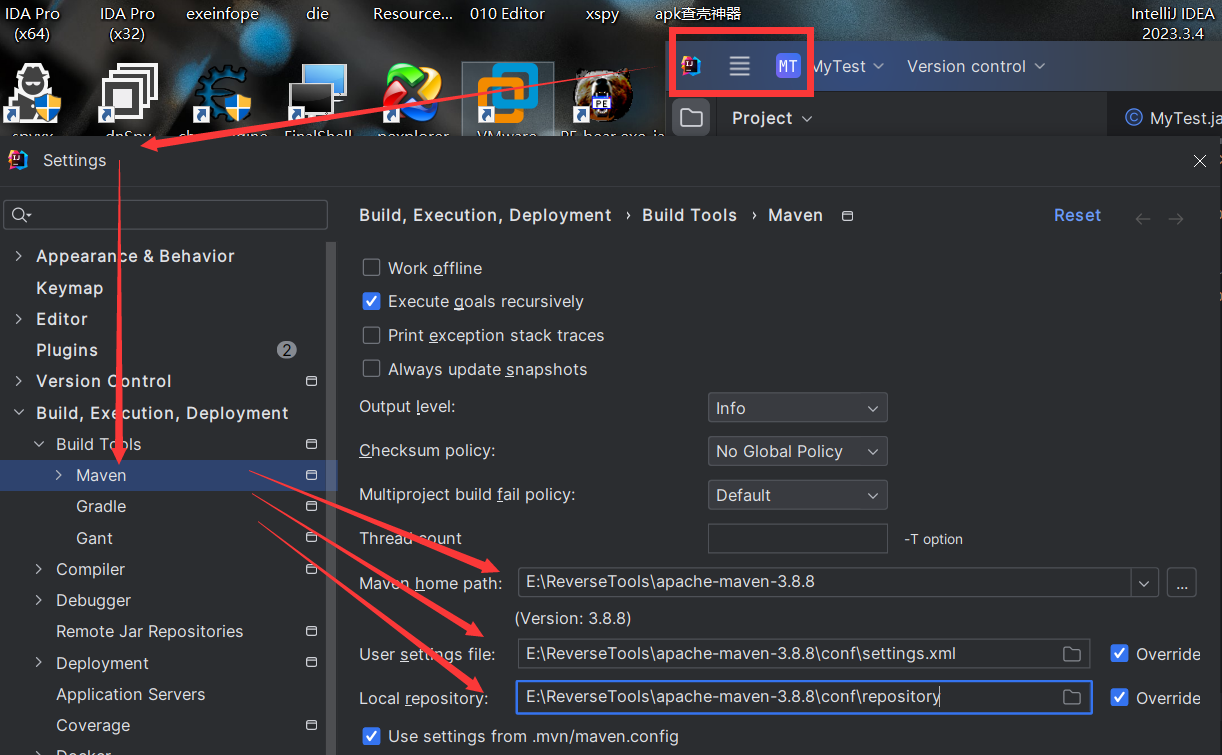 IDA Pro
(x64)
IDA Pro
(x32)
exeinfope
die
Resource...
010 Editor
xspy
apk查壳神器
IntelliJ IDEA
2023.3.4
MT
MyTest
Version control
PE
FinalShell
VMware
Project
MyTest.ja
Settings
Build, Execution, Deployment › Build Tools › Maven
Reset
Appearance & Behavior
Keymap
Editor
Plugins
2
Version Control
Build, Execution, Deployment
Build Tools
Maven
Gradle
Gant
Compiler
Debugger
Remote Jar Repositories
Deployment
Application Servers
Coverage
Docker
Work offline
Execute goals recursively
Print exception stack traces
Always update snapshots
Output level:
Info
Checksum policy:
No Global Policy
Multiproject build fail policy:
Default
Thread count
-T option
Maven home path:
E:\ReverseTools\apache-maven-3.8.8
...
(Version: 3.8.8)
User settings file:
E:\ReverseTools\apache-maven-3.8.8\conf\settings.xml
Override
Local repository:
E:\ReverseTools\apache-maven-3.8.8\conf\repository
Override
Use settings from .mvn/maven.config